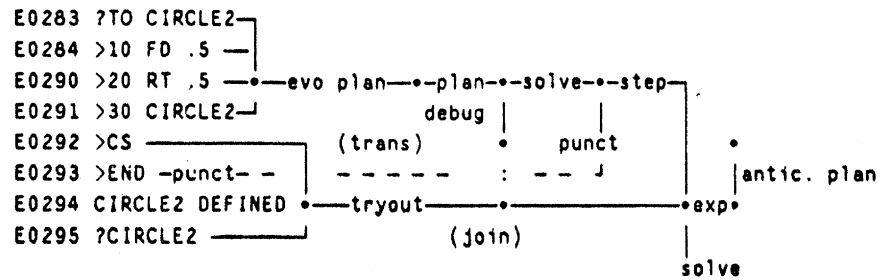 E0283 ?TO CIRCLE2
E0284 >10 FD .5
E0290 >20 RT .5 evo plan plan solve step
E0291 >30 CIRCLE2 debug
E0292 >CS (trans) punct
E0293 >END -punct- antic. plan
E0294 CIRCLE2 DEFINED tryout exp
E0295 ?CIRCLE2 (join)
solve